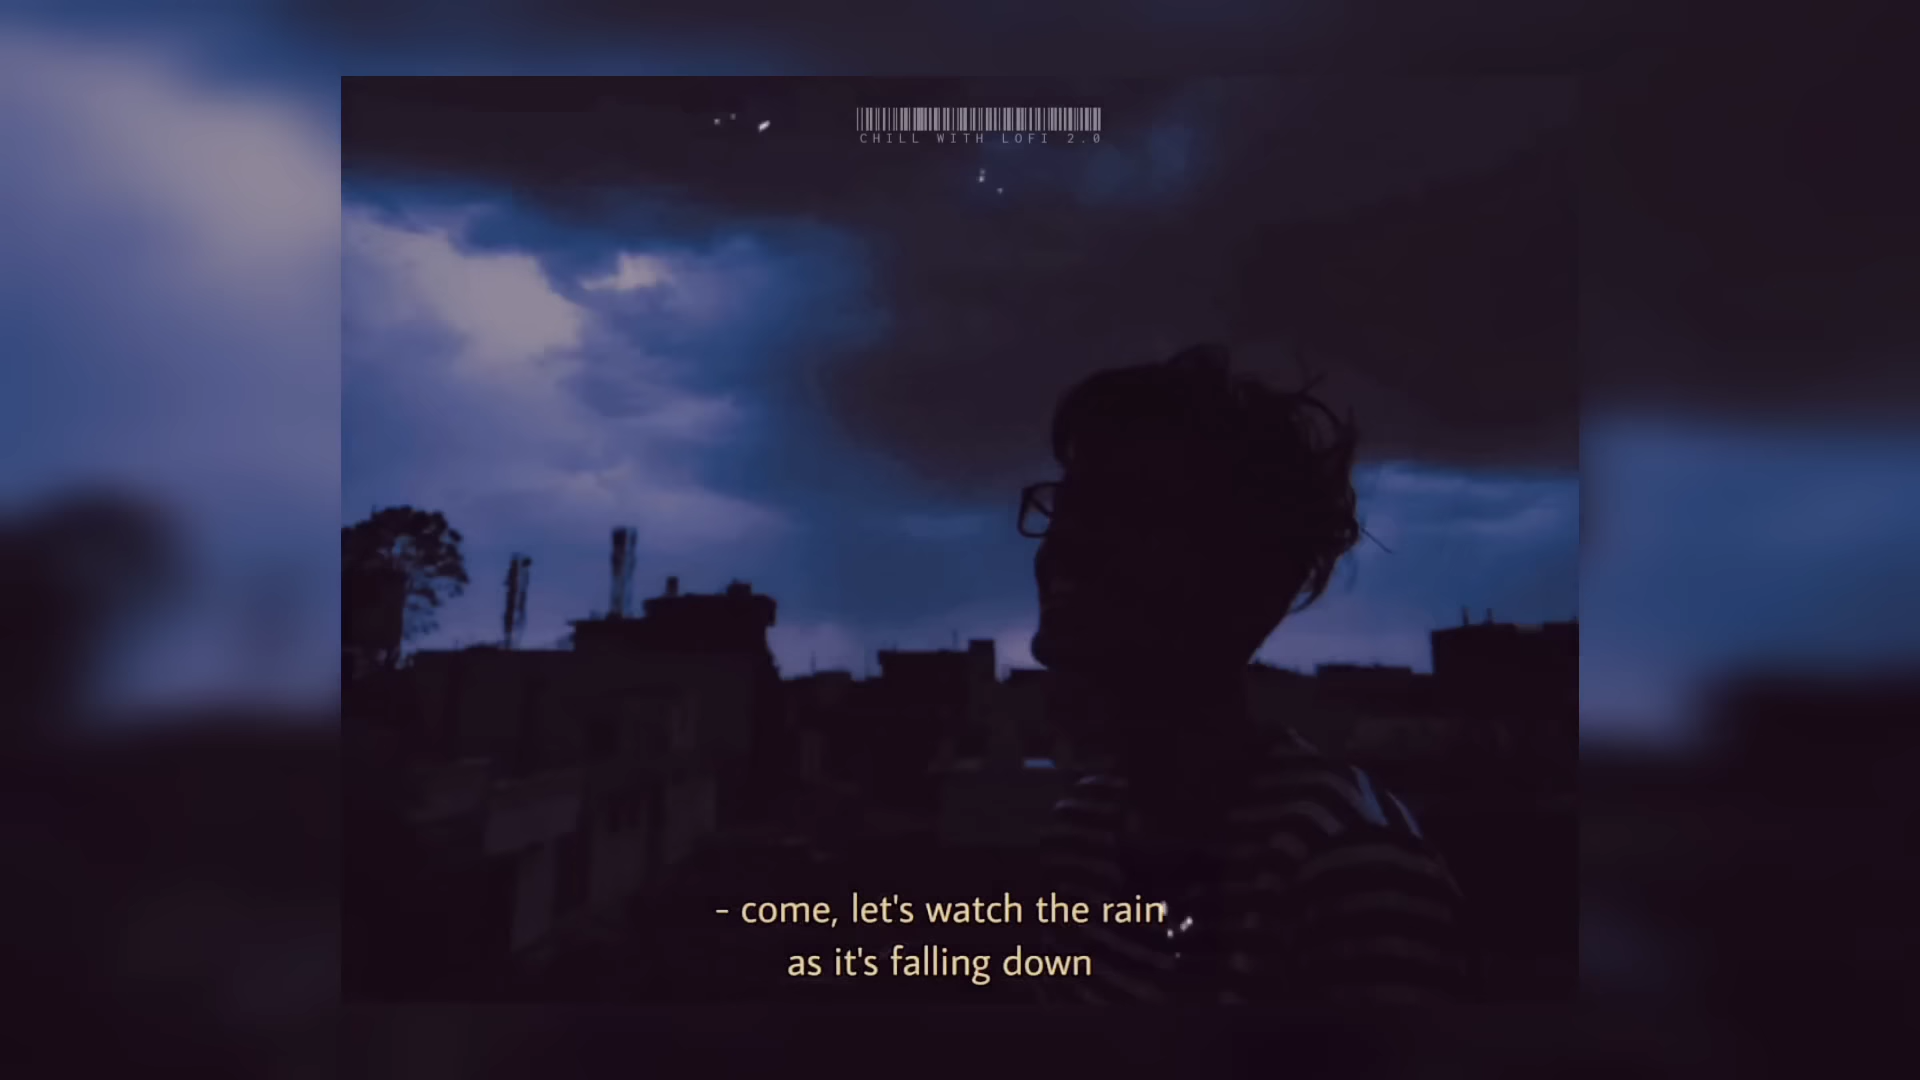 CHILL WITH LOFI 2.0
- come, let's watch the rain
as it's falling down